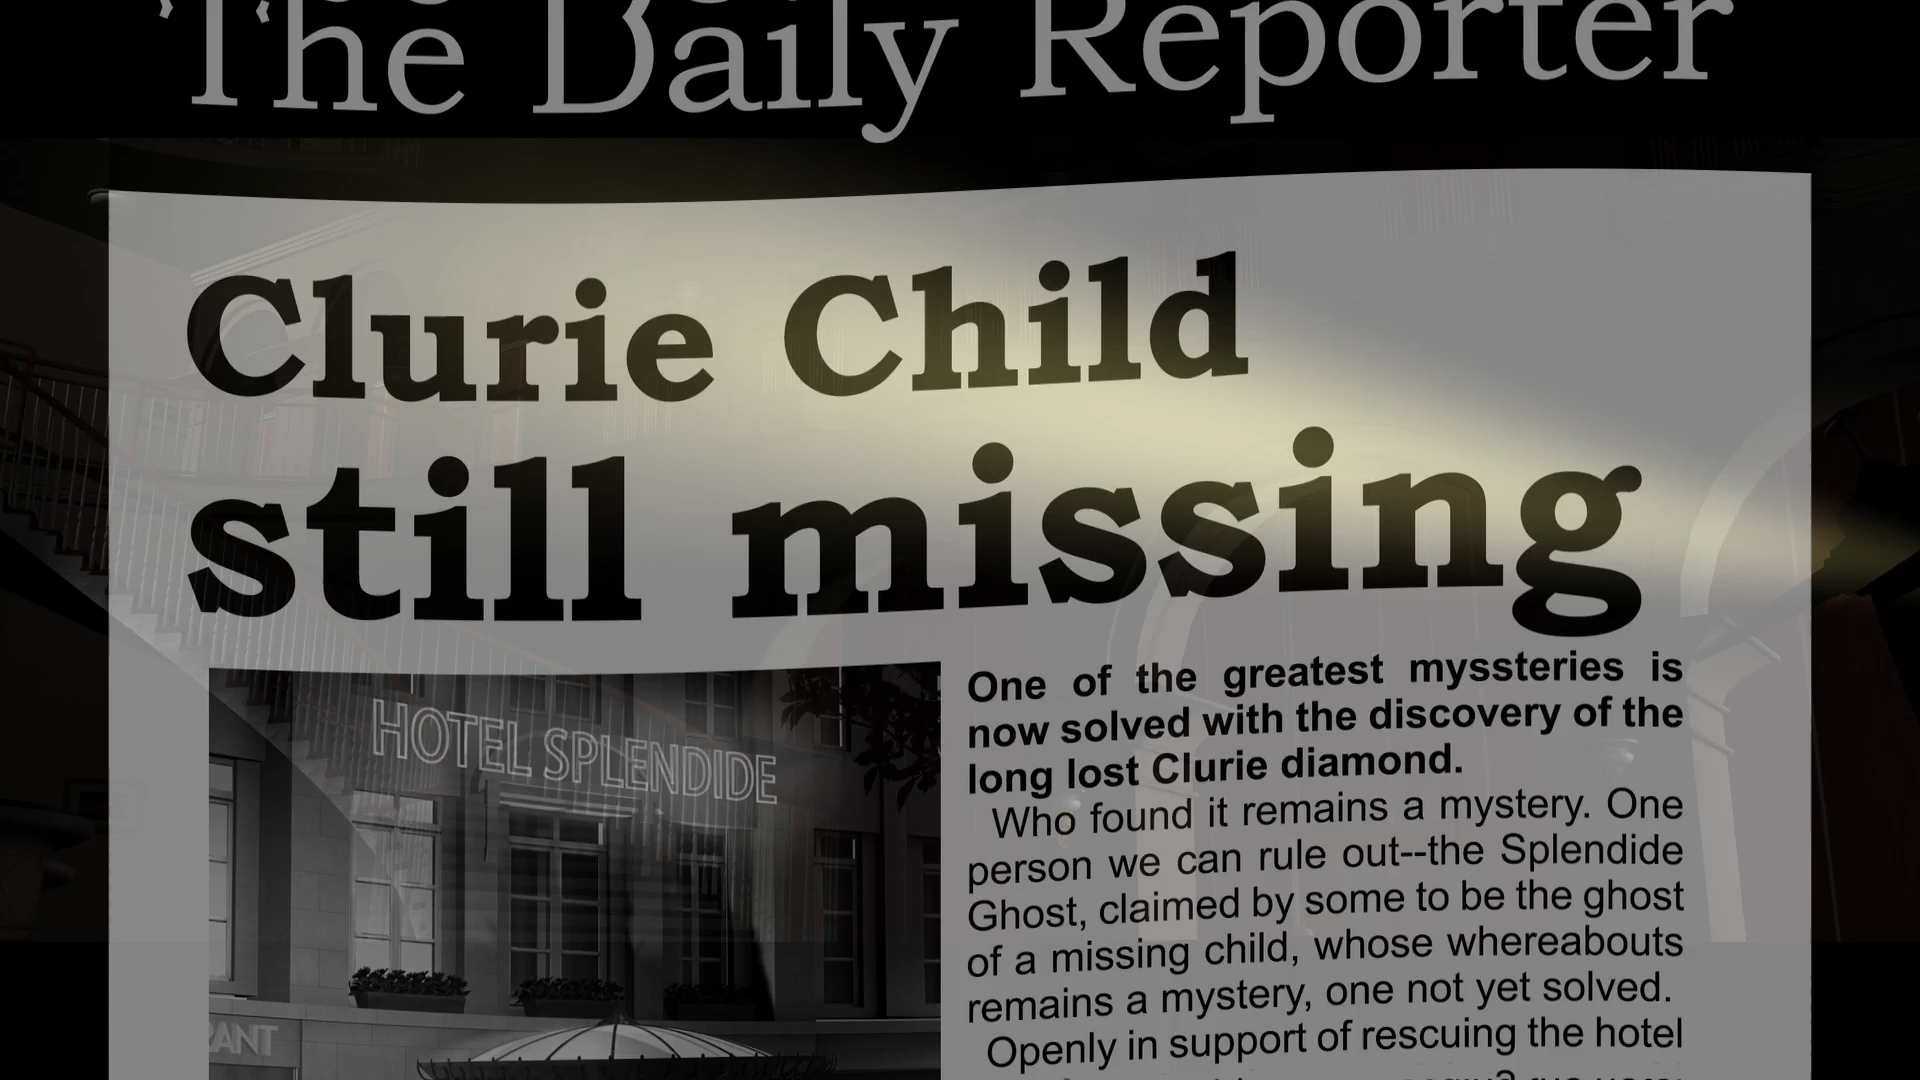 The Daily Reporter
Clurie Child
still missing
HOTEL SPLENDIDE
RANT
One of the greatest myssteries is
now solved with the discovery of the
long lost Clurie diamond.
Who found it remains a mystery. One
person we can rule out--the Splendide
Ghost, claimed by some to be the ghost
of a missing child, whose whereabouts
remains a mystery, one not yet solved.
Openly in support of rescuing the hotel